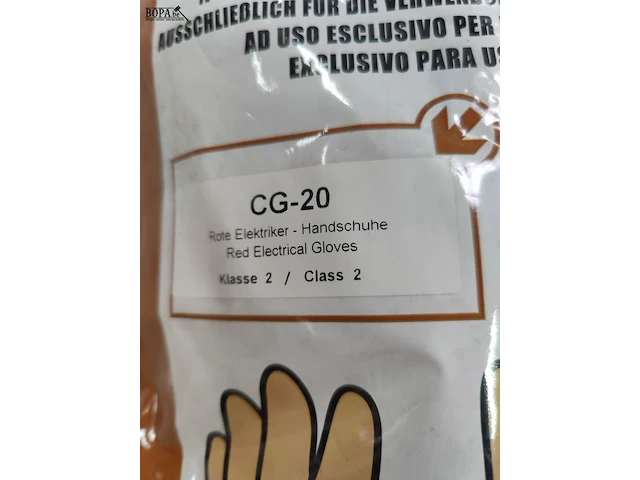 BOPA
AUSSCHLIEßLICH FÜR DIE
AD USO ESCLUSIVO PER
EXCLUSIVO PARA
CG-20
Rote Elektriker - Handschuhe
Red Electrical Gloves
Klasse 2 / Class 2